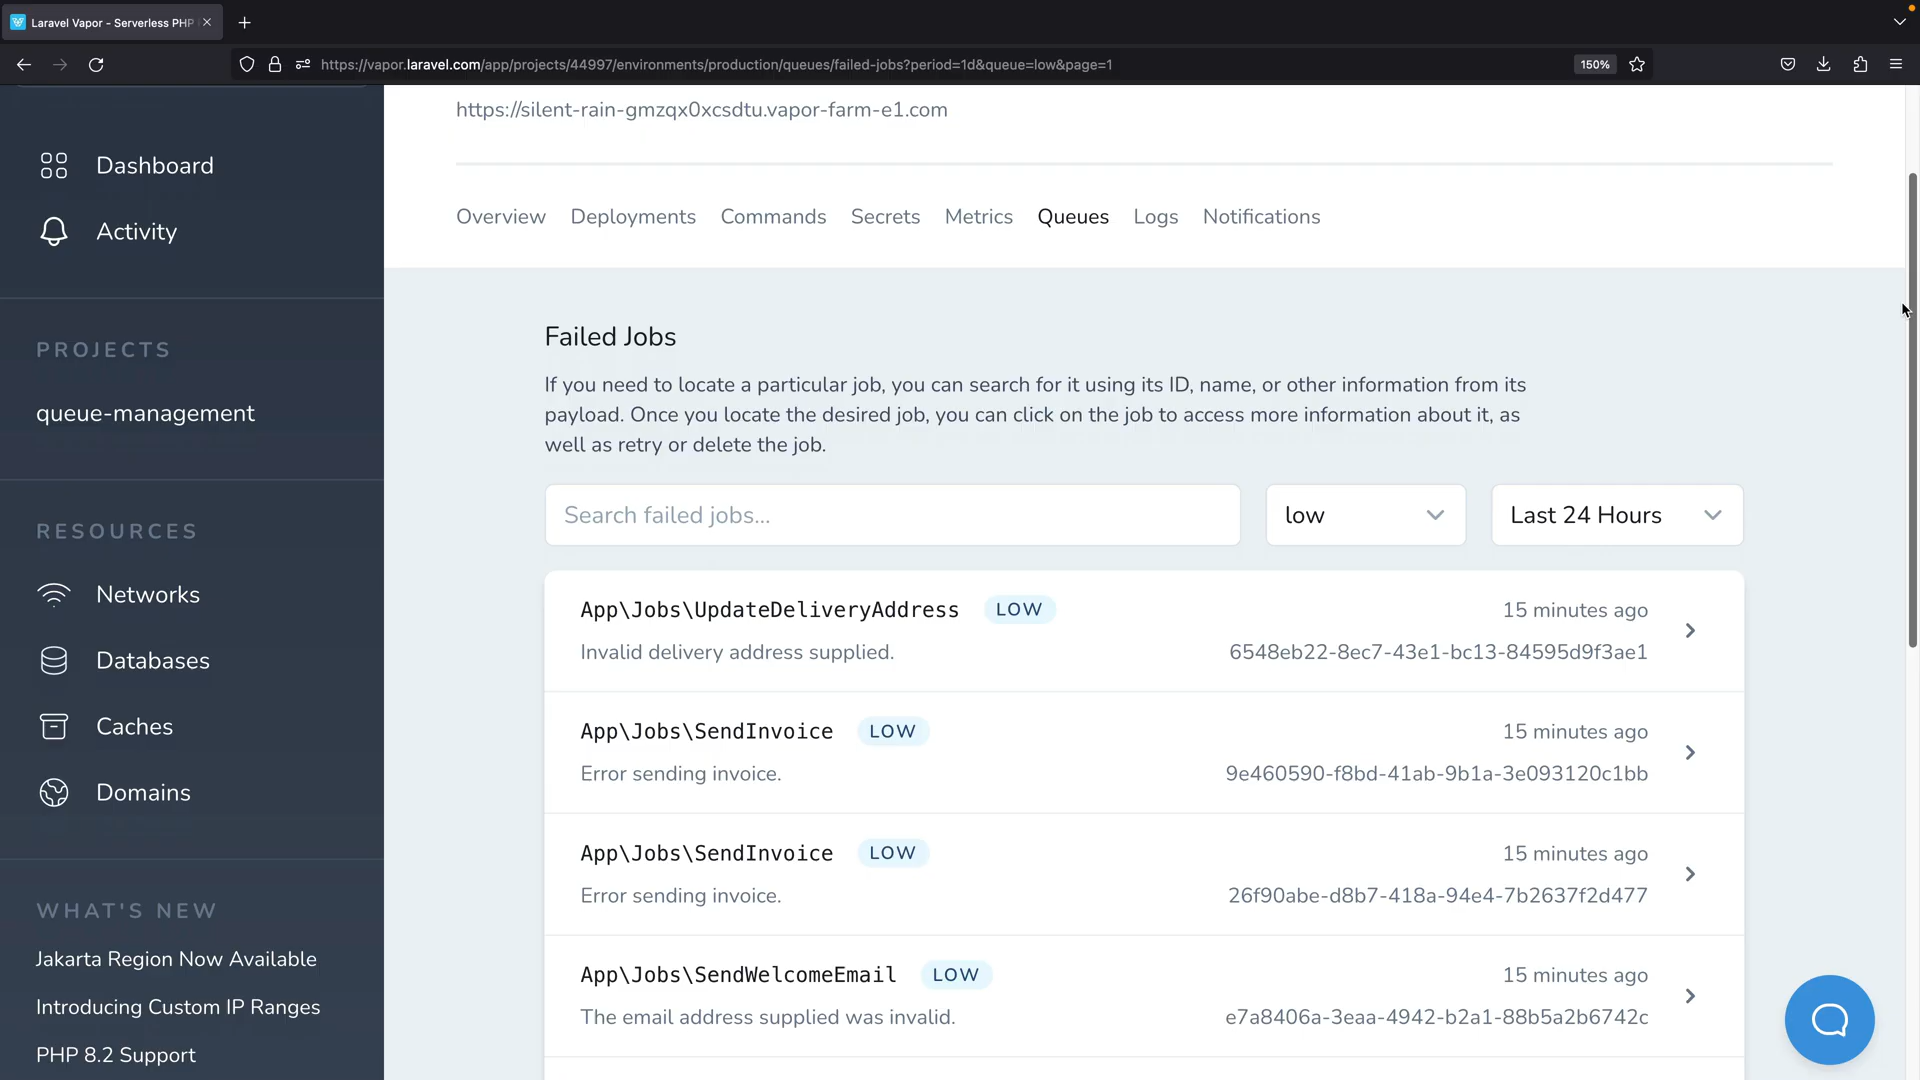 Laravel Vapor - Serverless PHP
https://vapor.laravel.com/app/projects/44997/environments/production/queues/failed-jobs?period=1d&queue=low&page=1
150%
Dashboard
Activity
PROJECTS
queue-management
RESOURCES
Networks
Databases
Caches
Domains
WHAT'S NEW
Jakarta Region Now Available
Introducing Custom IP Ranges
PHP 8.2 Support
https://silent-rain-gmzqx0xcsdtu.vapor-farm-e1.com
Overview Deployments Commands Secrets Metrics Queues Logs Notifications
Failed Jobs
If you need to locate a particular job, you can search for it using its ID, name, or other information from its
payload. Once you locate the desired job, you can click on the job to access more information about it, as
well as retry or delete the job.
Search failed jobs... low Last 24 Hours
App\Jobs\UpdateDeliveryAddress LOW 15 minutes ago
Invalid delivery address supplied. 6548eb22-8ec7-43e1-bc13-84595d9f3ae1
App\Jobs\SendInvoice LOW 15 minutes ago
Error sending invoice. 9e460590-f8bd-41ab-9b1a-3e093120c1bb
App\Jobs\SendInvoice LOW 15 minutes ago
Error sending invoice. 26f90abe-d8b7-418a-94e4-7b2637f2d477
App\Jobs\SendWelcomeEmail LOW 15 minutes ago
The email address supplied was invalid. e7a8406a-3eaa-4942-b2a1-88b5a2b6742c